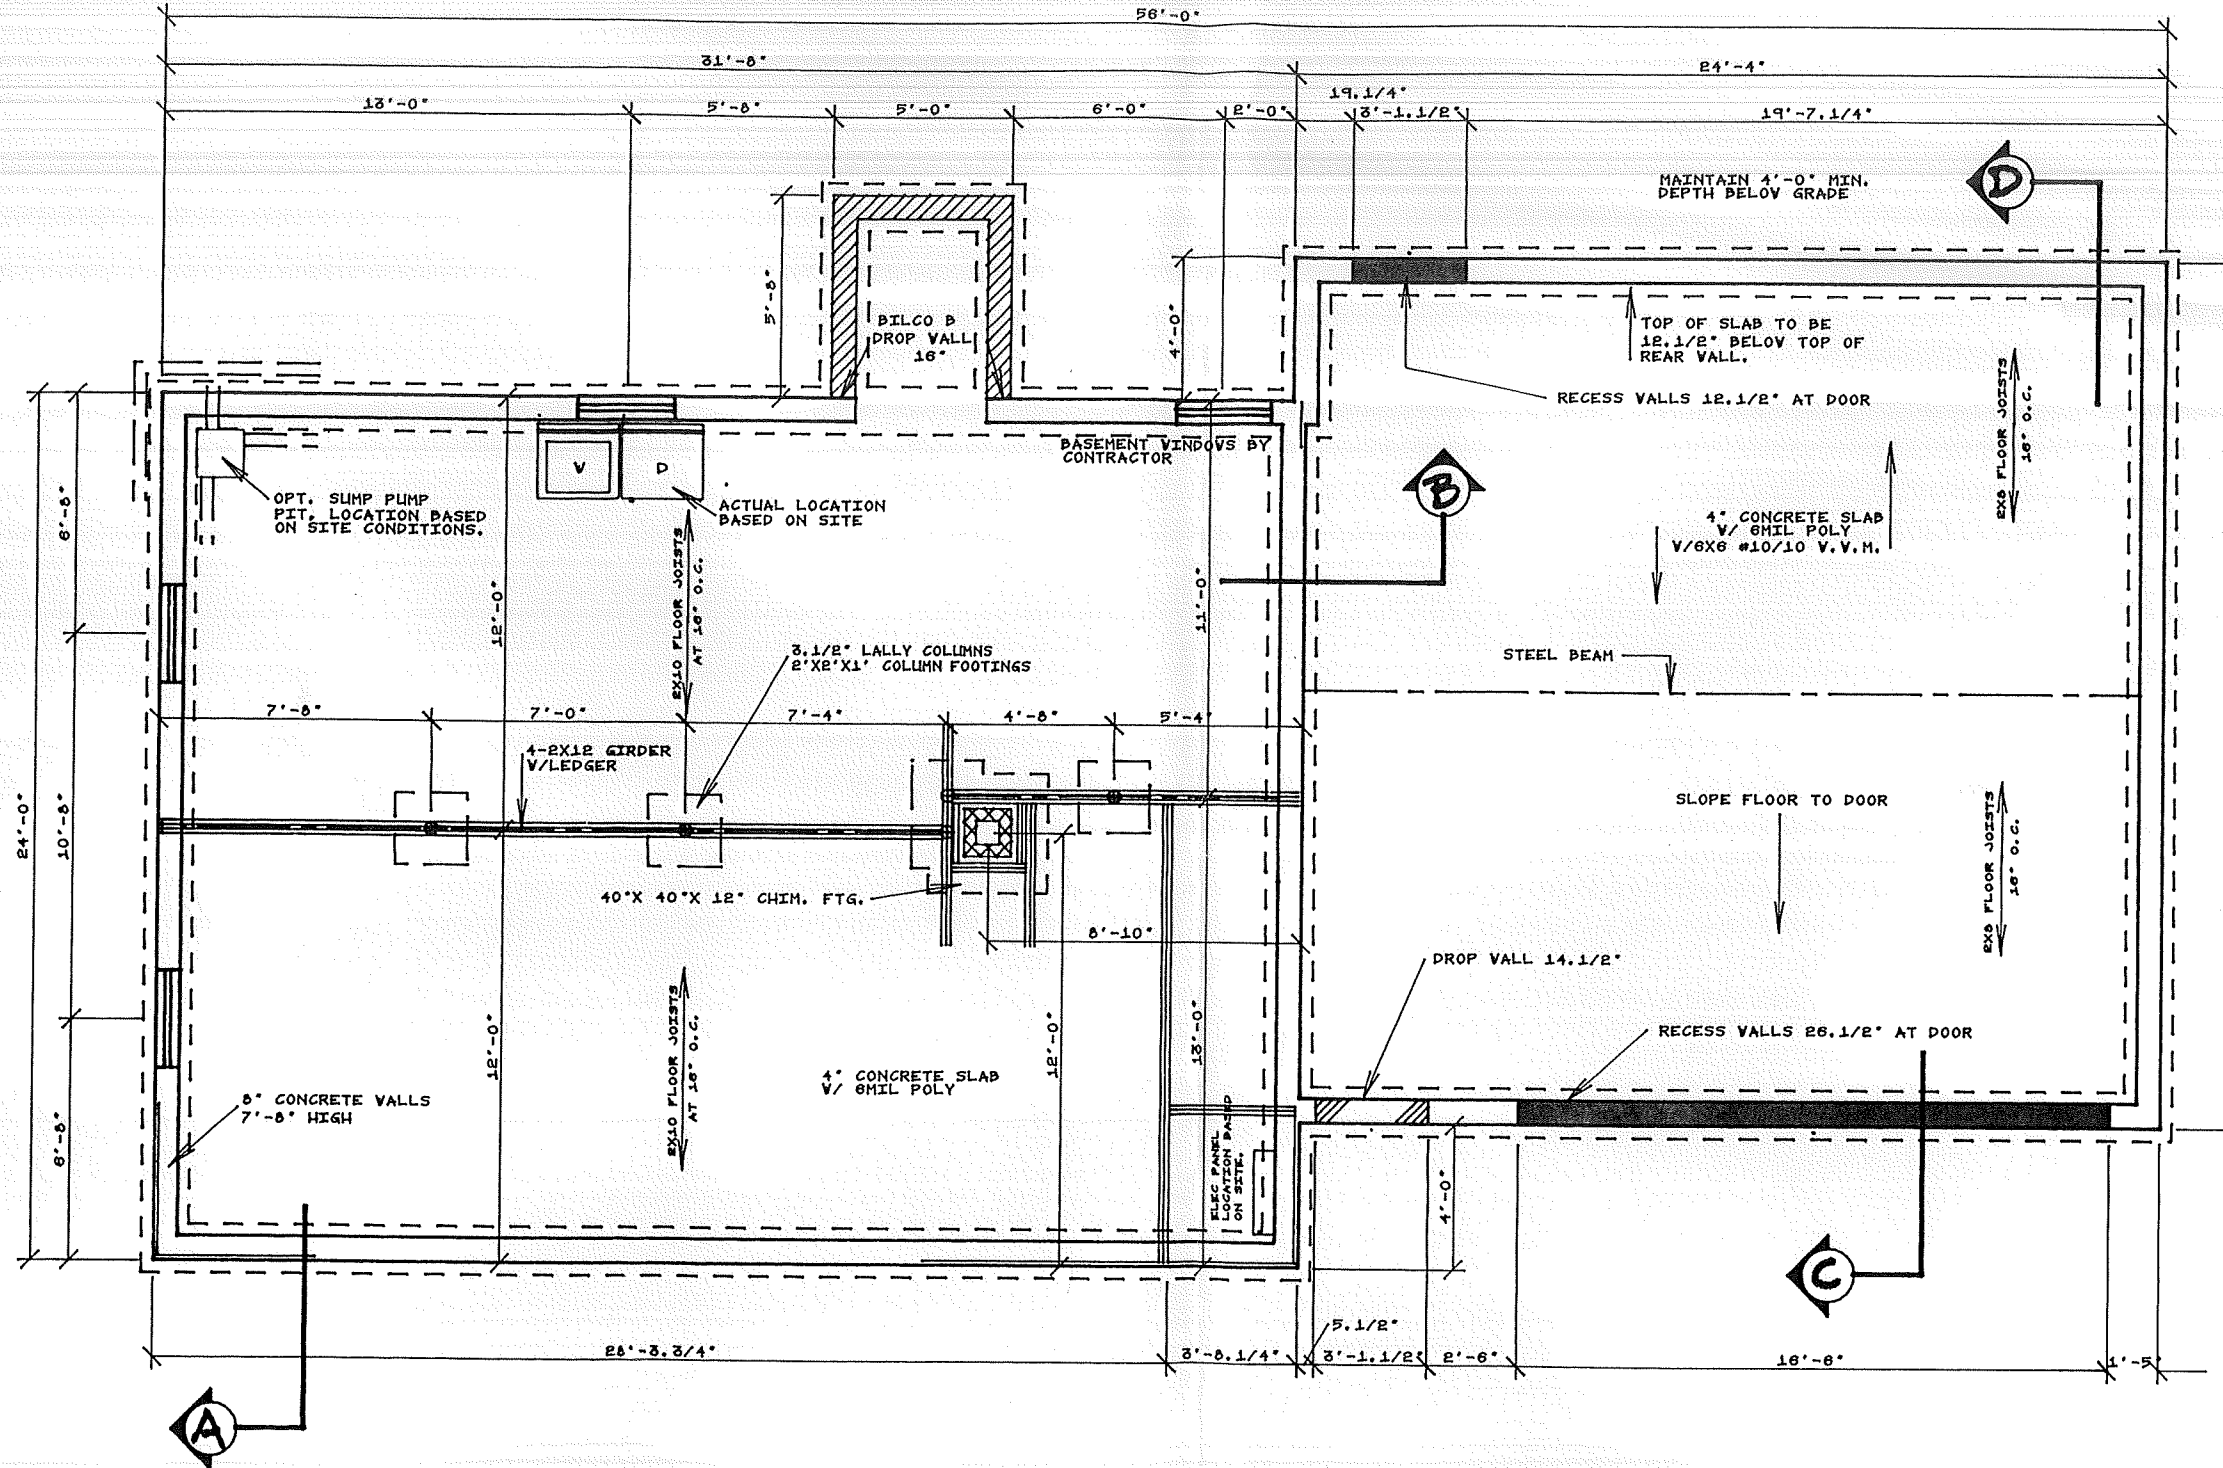 56'-0"
31'-8"
24'-4"
13'-0"
5'-8"
5'-0"
6'-0"
2'-0"
19.1/4"
3'-1.1/2"
19'-7.1/4"
MAINTAIN 4'-0" MIN.
DEPTH BELOW GRADE
D
5'-8"
BILCO B
DROP WALL
16"
4'-0"
TOP OF SLAB TO BE
12.1/2" BELOW TOP OF
REAR WALL.
RECESS WALLS 12.1/2" AT DOOR
2X8 FLOOR JOISTS
16" O.C.
BASEMENT WINDOWS BY
CONTRACTOR
W
D
OPT. SUMP PUMP
PIT. LOCATION BASED
ON SITE CONDITIONS.
ACTUAL LOCATION
BASED ON SITE
B
4" CONCRETE SLAB
W/ 6MIL POLY
W/6X6 #10/10 W.W.M.
6'-8"
12'-0"
2X10 FLOOR JOISTS
AT 16" O.C.
11'-0"
3.1/2" LALLY COLUMNS
2'X2'X1' COLUMN FOOTINGS
STEEL BEAM
7'-8"
7'-0"
7'-4"
4'-8"
5'-4"
4-2X12 GIRDER
W/LEDGER
24'-0"
10'-8"
SLOPE FLOOR TO DOOR
2X8 FLOOR JOISTS
16" O.C.
40"X 40"X 12" CHIM. FTG.
8'-10"
DROP WALL 14.1/2"
RECESS WALLS 26.1/2" AT DOOR
12'-0"
2X10 FLOOR JOISTS
AT 16" O.C.
12'-0"
13'-0"
4" CONCRETE SLAB
W/ 6MIL POLY
8" CONCRETE WALLS
7'-8" HIGH
6'-8"
ELEC PANEL
LOCATION BASED
ON SITE.
4'-0"
C
5.1/2"
28'-3.3/4"
3'-8.1/4"
3'-1.1/2"
2'-6"
16'-6"
1'-5"
A